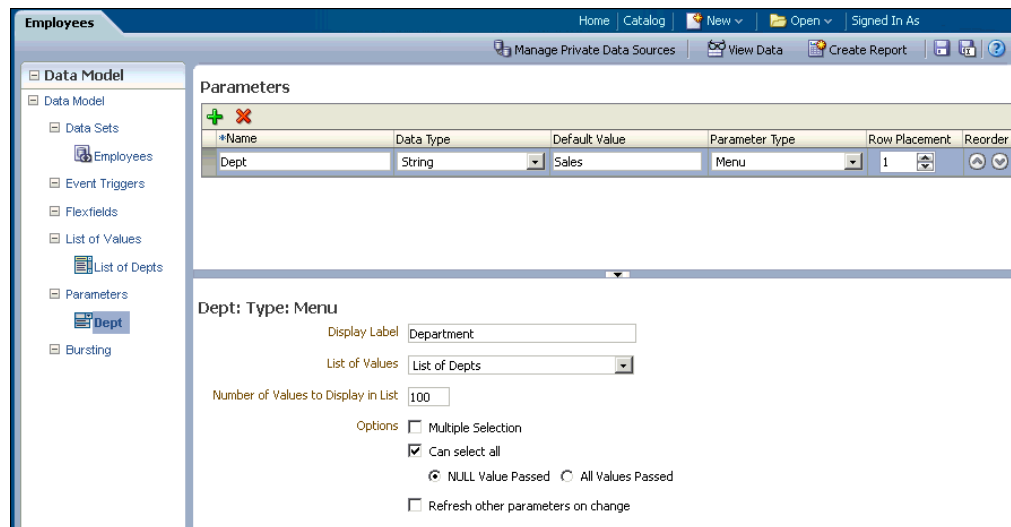 Employees
Home Catalog New Open Signed In As
Manage Private Data Sources View Data Create Report
Data Model
Data Model
Data Sets
Employees
Event Triggers
Flexfields
List of Values
List of Depts
Parameters
Dept
Bursting
Parameters
*Name Data Type Default Value Parameter Type Row Placement Reorder
Dept String Sales Menu 1
Dept: Type: Menu
Display Label Department
List of Values List of Depts
Number of Values to Display in List 100
Options Multiple Selection
Can select all
NULL Value Passed All Values Passed
Refresh other parameters on change